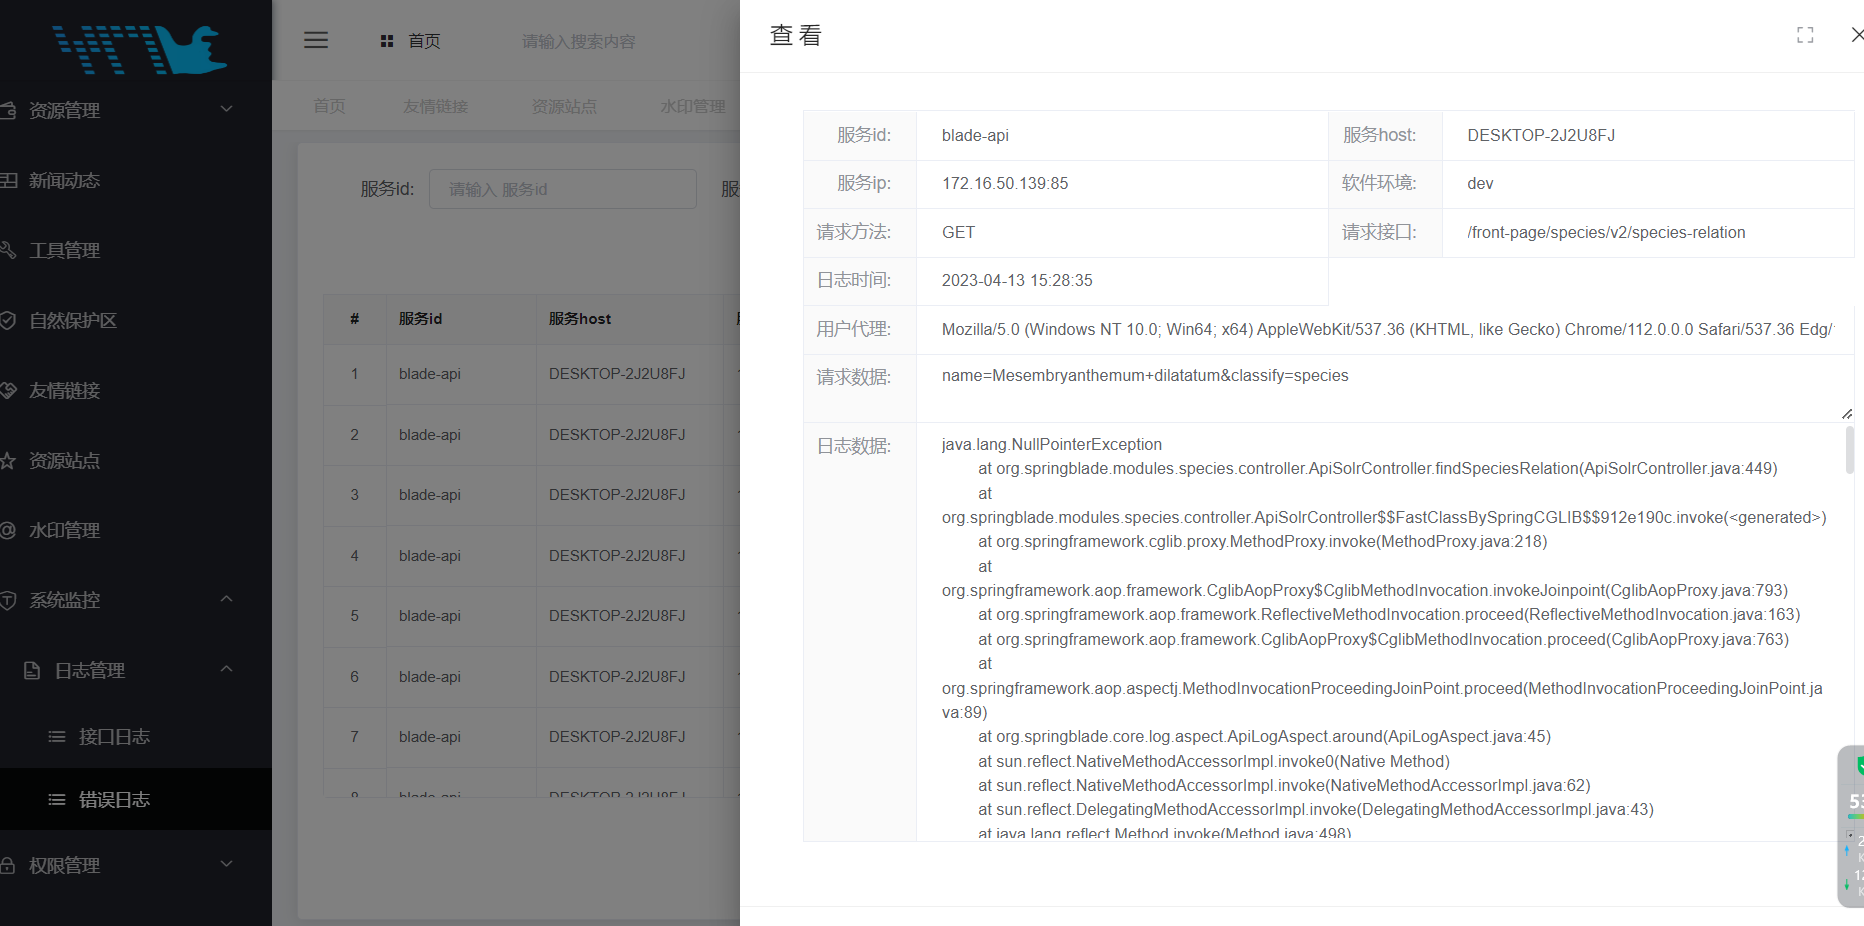 资源管理
新闻动态
工具管理
自然保护区
友情链接
资源站点
水印管理
系统监控
日志管理
接口日志
错误日志
权限管理
首页
请输入搜索内容
首页 友情链接 资源站点 水印管理
服务id: 请输入 服务id 服
# 服务id 服务host
1 blade-api DESKTOP-2J2U8FJ
2 blade-api DESKTOP-2J2U8FJ
3 blade-api DESKTOP-2J2U8FJ
4 blade-api DESKTOP-2J2U8FJ
5 blade-api DESKTOP-2J2U8FJ
6 blade-api DESKTOP-2J2U8FJ
7 blade-api DESKTOP-2J2U8FJ
8 blade-api DESKTOP-2J2U8FJ
查看
服务id: blade-api 服务host: DESKTOP-2J2U8FJ
服务ip: 172.16.50.139:85 软件环境: dev
请求方法: GET 请求接口: /front-page/species/v2/species-relation
日志时间: 2023-04-13 15:28:35
用户代理: Mozilla/5.0 (Windows NT 10.0; Win64; x64) AppleWebKit/537.36 (KHTML, like Gecko) Chrome/112.0.0.0 Safari/537.36 Edg/
请求数据: name=Mesembryanthemum+dilatatum&classify=species
日志数据: java.lang.NullPointerException
at org.springblade.modules.species.controller.ApiSolrController.findSpeciesRelation(ApiSolrController.java:449)
at
org.springblade.modules.species.controller.ApiSolrController$$FastClassBySpringCGLIB$$912e190c.invoke(<generated>)
at org.springframework.cglib.proxy.MethodProxy.invoke(MethodProxy.java:218)
at
org.springframework.aop.framework.CglibAopProxy$CglibMethodInvocation.invokeJoinpoint(CglibAopProxy.java:793)
at org.springframework.aop.framework.ReflectiveMethodInvocation.proceed(ReflectiveMethodInvocation.java:163)
at org.springframework.aop.framework.CglibAopProxy$CglibMethodInvocation.proceed(CglibAopProxy.java:763)
at
org.springframework.aop.aspectj.MethodInvocationProceedingJoinPoint.proceed(MethodInvocationProceedingJoinPoint.ja
va:89)
at org.springblade.core.log.aspect.ApiLogAspect.around(ApiLogAspect.java:45)
at sun.reflect.NativeMethodAccessorImpl.invoke0(Native Method)
at sun.reflect.NativeMethodAccessorImpl.invoke(NativeMethodAccessorImpl.java:62)
at sun.reflect.DelegatingMethodAccessorImpl.invoke(DelegatingMethodAccessorImpl.java:43)
at java.lang.reflect.Method.invoke(Method.java:498)